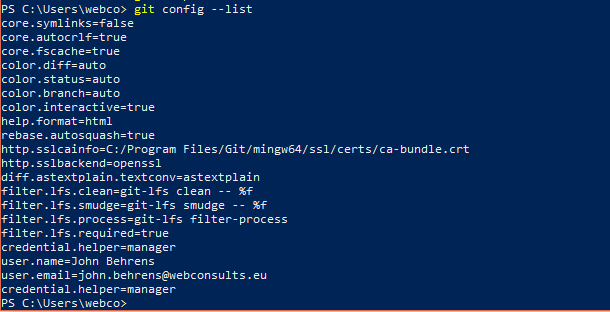 PS C:\Users\webco> git config --list
core.symlinks=false
core.autocrlf=true
core.fscache=true
color.diff=auto
color.status=auto
color.branch=auto
color.interactive=true
help.format=html
rebase.autosquash=true
http.sslcainfo=C:/Program Files/Git/mingw64/ssl/certs/ca-bundle.crt
http.sslbackend=openssl
diff.astextplain.textconv=astextplain
filter.lfs.clean=git-lfs clean -- %f
filter.lfs.smudge=git-lfs smudge -- %f
filter.lfs.process=git-lfs filter-process
filter.lfs.required=true
credential.helper=manager
user.name=John Behrens
user.email=john.behrens@webconsults.eu
credential.helper=manager
PS C:\Users\webco>